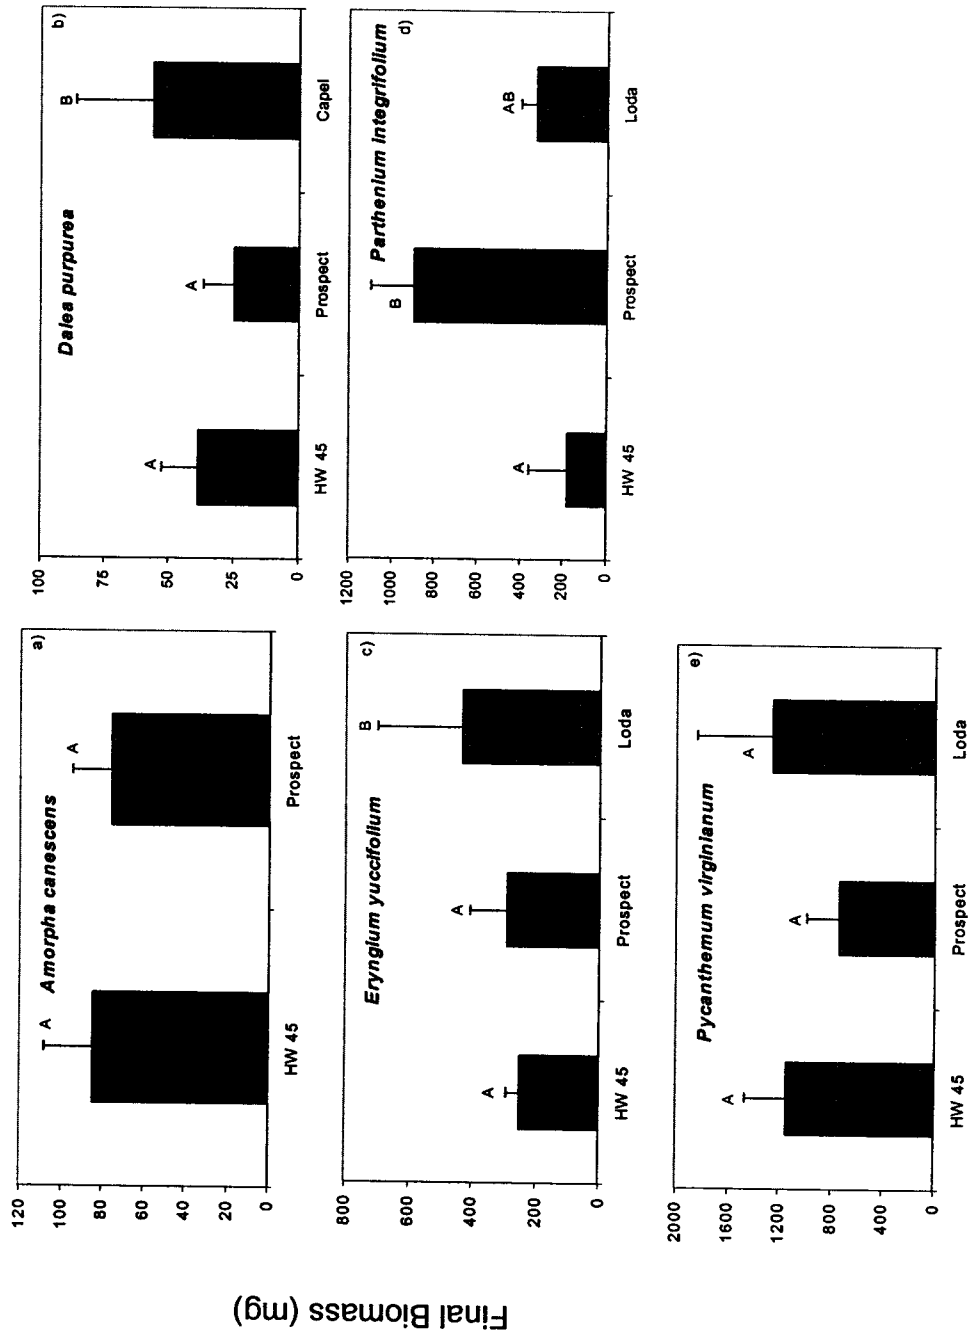 Final Biomass (mg)
a)
Amorpha canescens
120
100
80
60
40
20
0
A
A
HW 45
Prospect
b)
Dalea purpurea
100
75
50
25
0
A
A
B
HW 45
Prospect
Capel
c)
Eryngium yuccifolium
800
600
400
200
0
A
A
B
HW 45
Prospect
Loda
d)
Parthenium integrifolium
1200
1000
800
600
400
200
0
A
B
AB
HW 45
Prospect
Loda
e)
Pycanthemum virginianum
2000
1600
1200
800
400
0
A
A
A
HW 45
Prospect
Loda